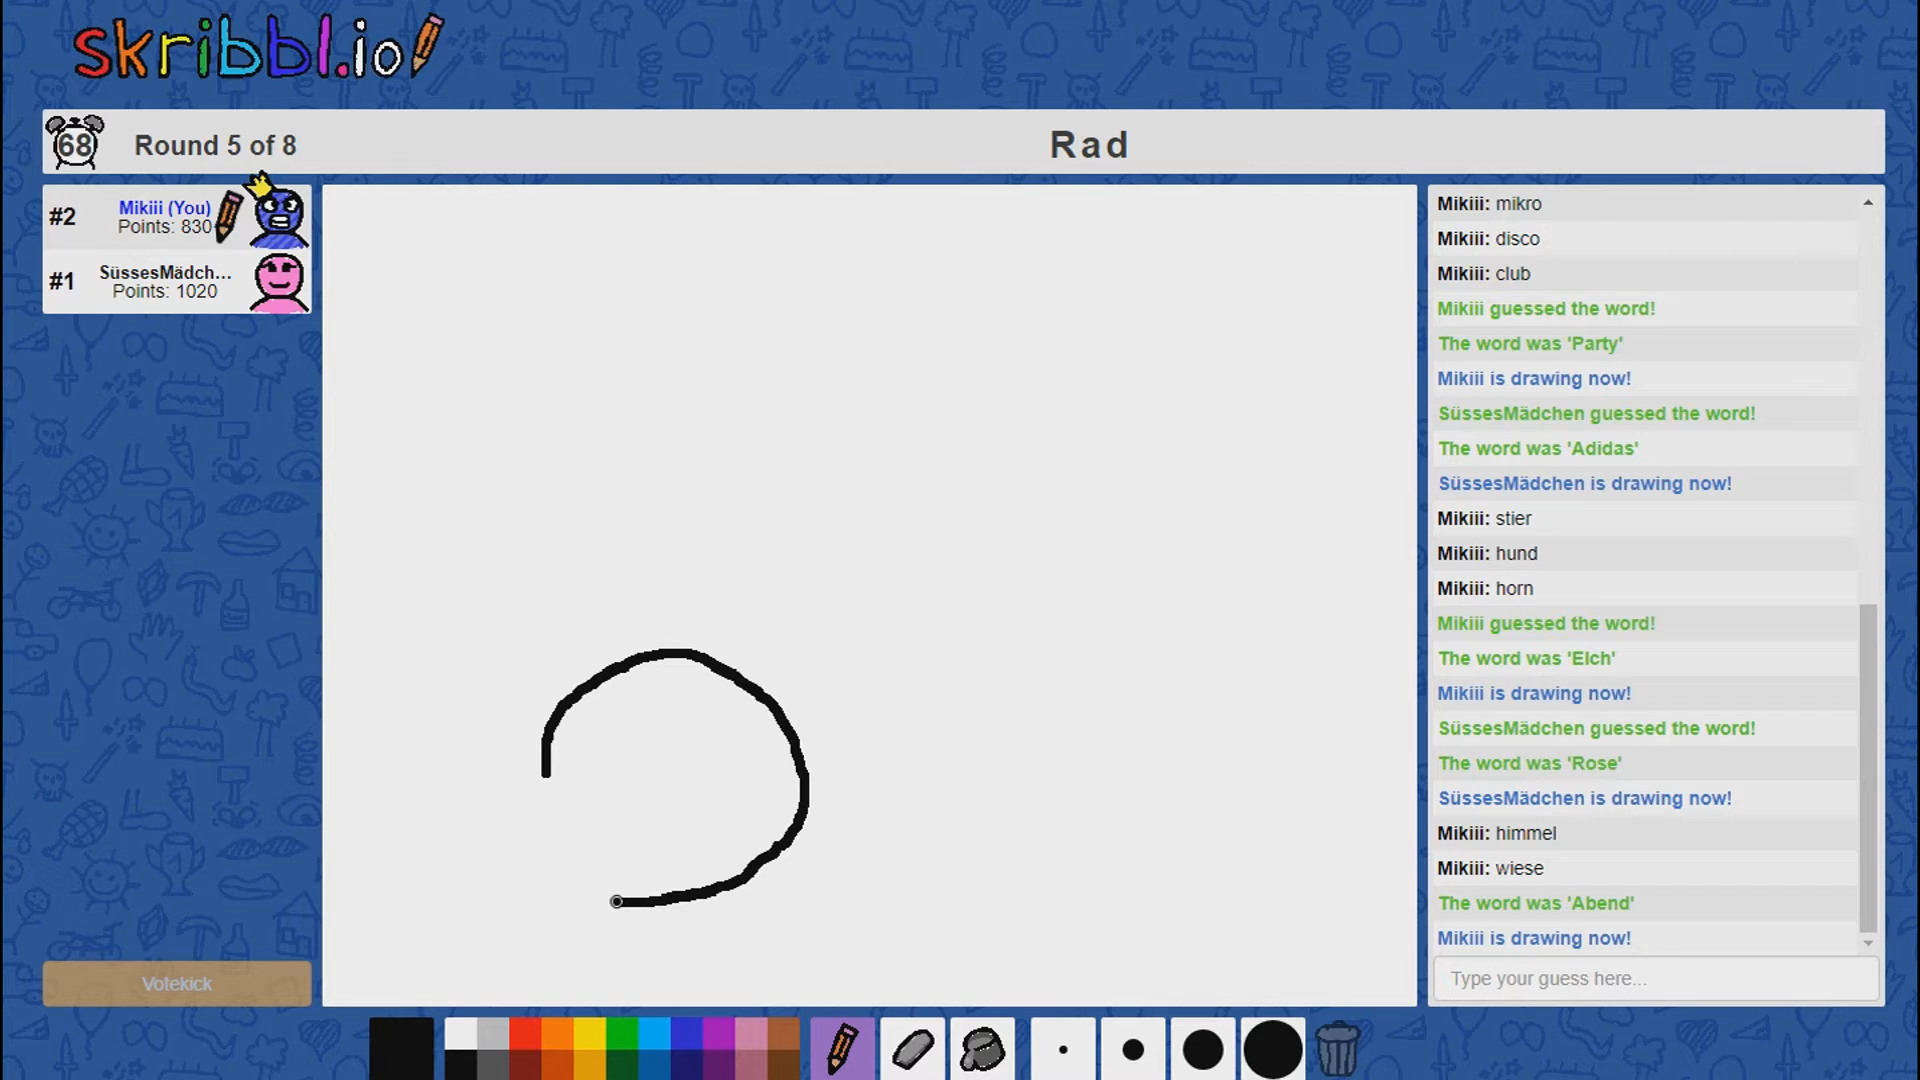 skribbl.io
68
Round 5 of 8
Rad
#2
Mikiii (You)
Points: 830
#1
SüssesMädch...
Points: 1020
Votekick
Mikiii: mikro
Mikiii: disco
Mikiii: club
Mikiii guessed the word!
The word was 'Party'
Mikiii is drawing now!
SüssesMädchen guessed the word!
The word was 'Adidas'
SüssesMädchen is drawing now!
Mikiii: stier
Mikiii: hund
Mikiii: horn
Mikiii guessed the word!
The word was 'Elch'
Mikiii is drawing now!
SüssesMädchen guessed the word!
The word was 'Rose'
SüssesMädchen is drawing now!
Mikiii: himmel
Mikiii: wiese
The word was 'Abend'
Mikiii is drawing now!
Type your guess here...